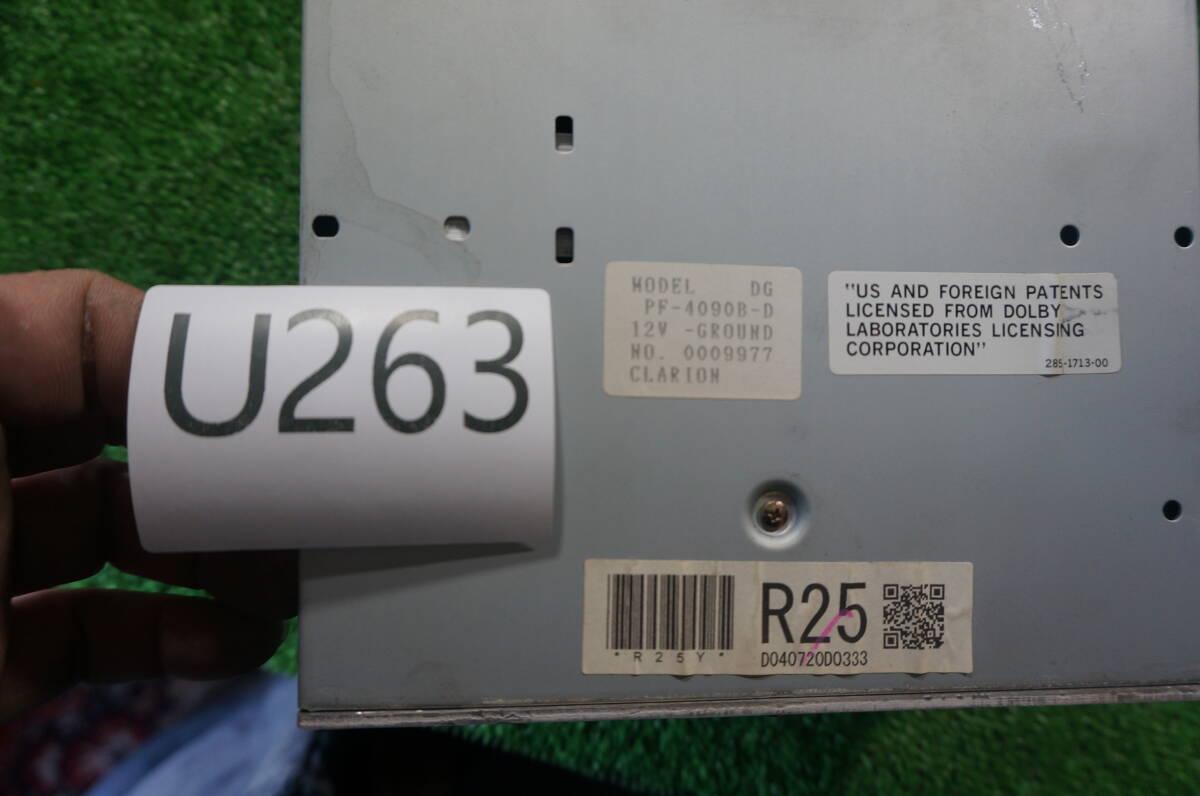 U263
MODEL DG
PF-4090B-D
12V -GROUND
NO. 0009977
CLARION
"US AND FOREIGN PATENTS
LICENSED FROM DOLBY
LABORATORIES LICENSING
CORPORATION"
285-1713-00
*R25Y*
R25
D040720D0333